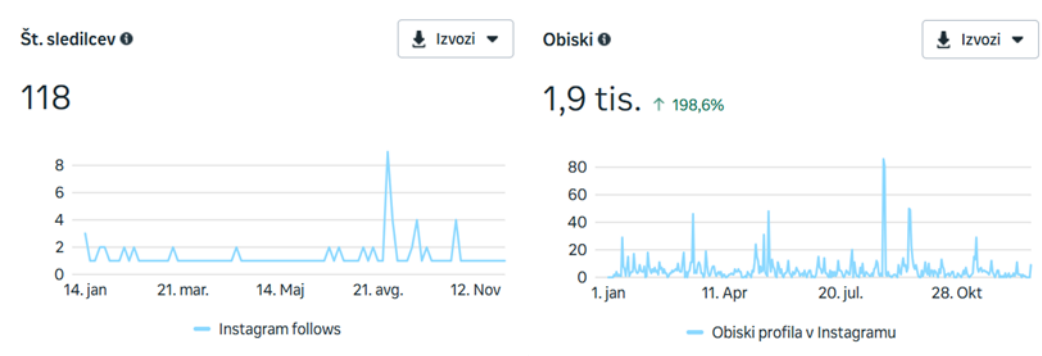 Št. sledilcev
Izvozi
118
8
6
4
2
0
14. jan 21. mar. 14. Maj 21. avg. 12. Nov
Instagram follows
Obiski
Izvozi
1,9 tis. ↑ 198,6%
80
60
40
20
0
1. jan 11. Apr 20. jul. 28. Okt
Obiski profila v Instagramu